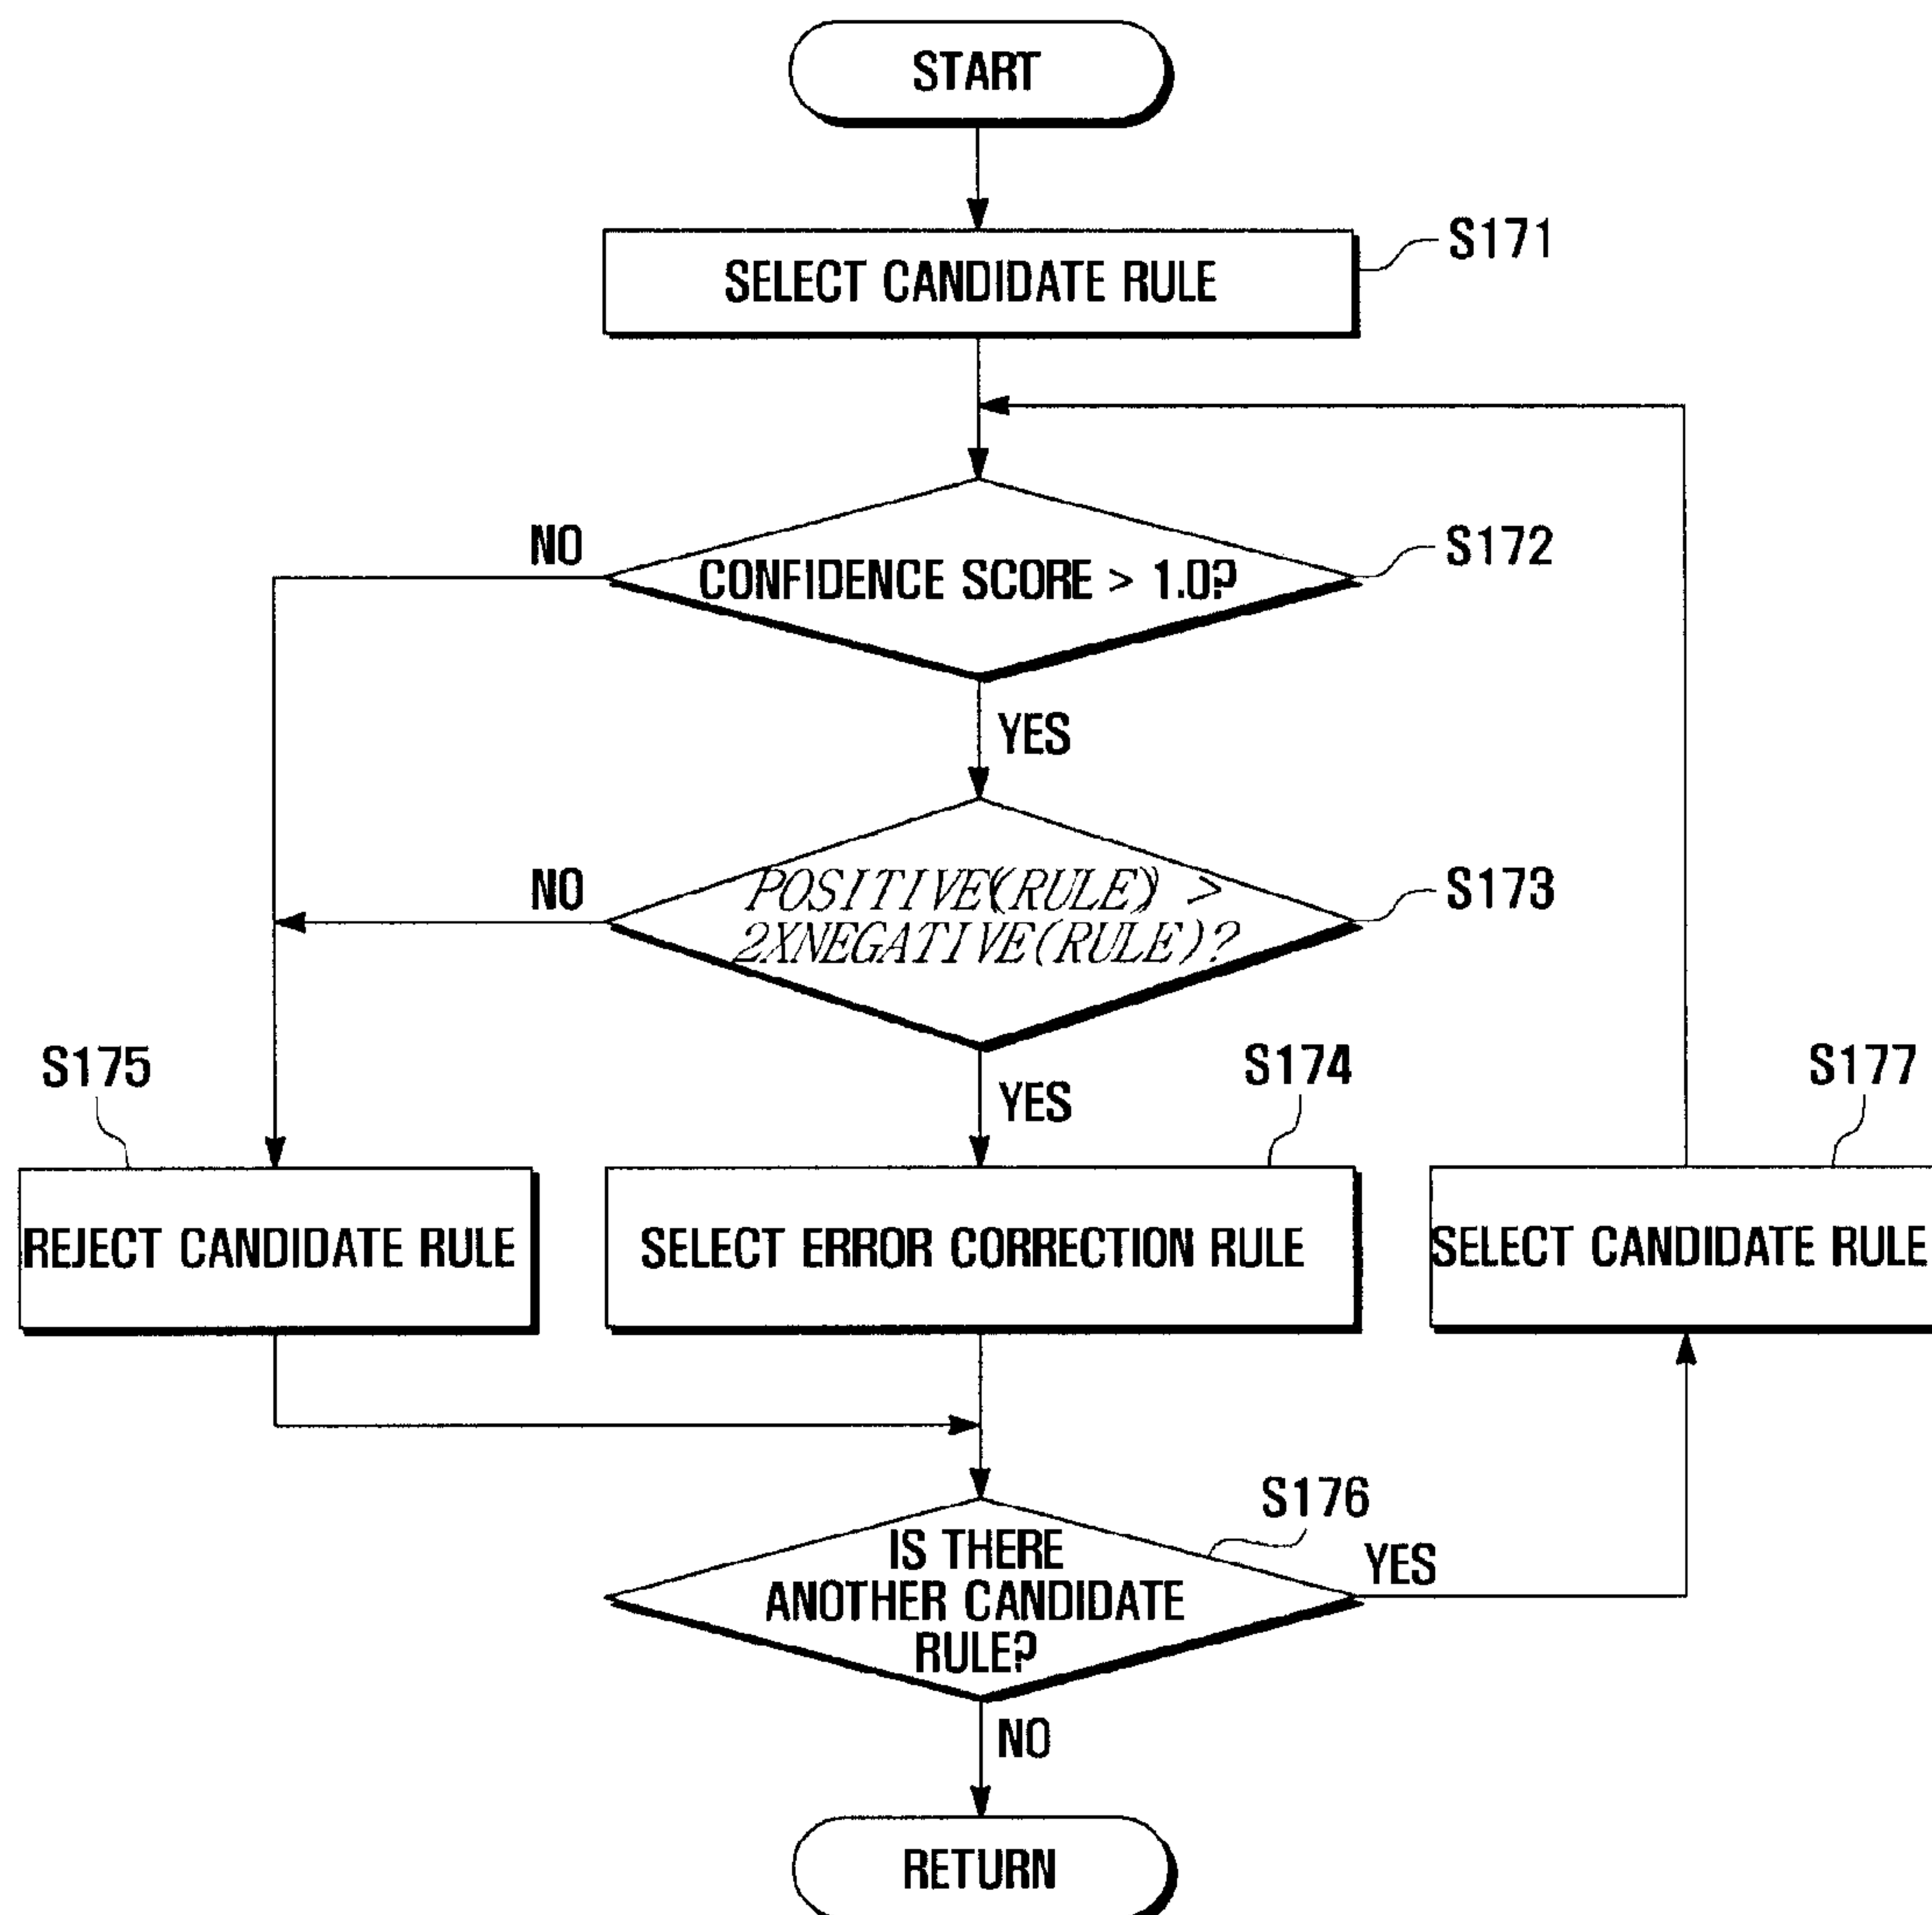 START
SELECT CANDIDATE RULE
S171
NO
CONFIDENCE SCORE > 1.0?
S172
YES
NO
POSITIVE(RULE) >
2XNEGATIVE(RULE)?
S173
S175
YES
S174
S177
REJECT CANDIDATE RULE
SELECT ERROR CORRECTION RULE
SELECT CANDIDATE RULE
S176
IS THERE
ANOTHER CANDIDATE
RULE?
YES
NO
RETURN